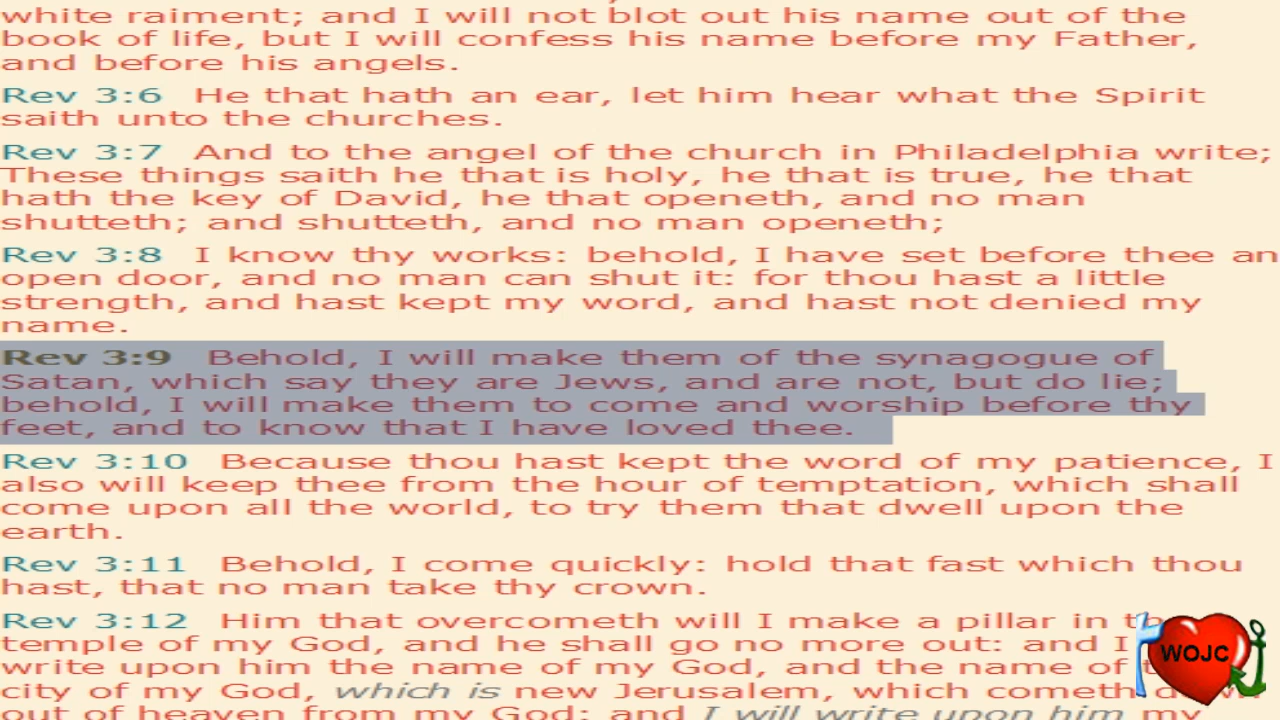 white raiment; and I will not blot out his name out of the
book of life, but I will confess his name before my Father,
and before his angels.
Rev 3:6 He that hath an ear, let him hear what the Spirit
saith unto the churches.
Rev 3:7 And to the angel of the church in Philadelphia write;
These things saith he that is holy, he that is true, he that
hath the key of David, he that openeth, and no man
shutteth; and shutteth, and no man openeth;
Rev 3:8 I know thy works: behold, I have set before thee an
open door, and no man can shut it: for thou hast a little
strength, and hast kept my word, and hast not denied my
name.
Rev 3:9 Behold, I will make them of the synagogue of
Satan, which say they are Jews, and are not, but do lie;
behold, I will make them to come and worship before thy
feet, and to know that I have loved thee.
Rev 3:10 Because thou hast kept the word of my patience, I
also will keep thee from the hour of temptation, which shall
come upon all the world, to try them that dwell upon the
earth.
Rev 3:11 Behold, I come quickly: hold that fast which thou
hast, that no man take thy crown.
Rev 3:12 Him that overcometh will I make a pillar in
temple of my God, and he shall go no more out: and I
write upon him the name of my God, and the name of
city of my God, which is new Jerusalem, which cometh
out of heaven from my God: and I will write upon him my
WOJC